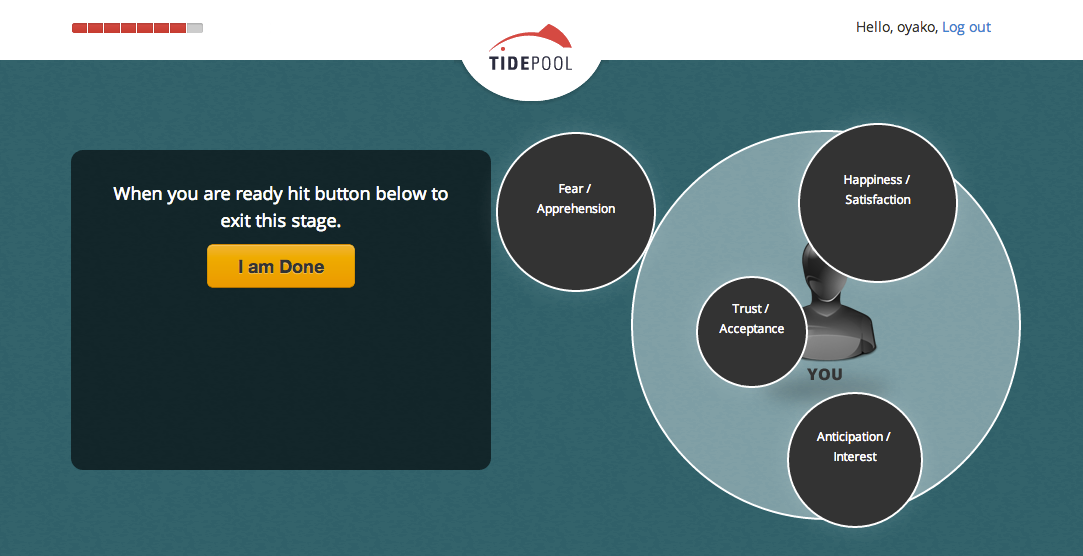 Hello, oyako, Log out
TIDEPOOL
When you are ready hit button below to
exit this stage.
I am Done
Fear /
Apprehension
Happiness /
Satisfaction
Trust /
Acceptance
YOU
Anticipation /
Interest